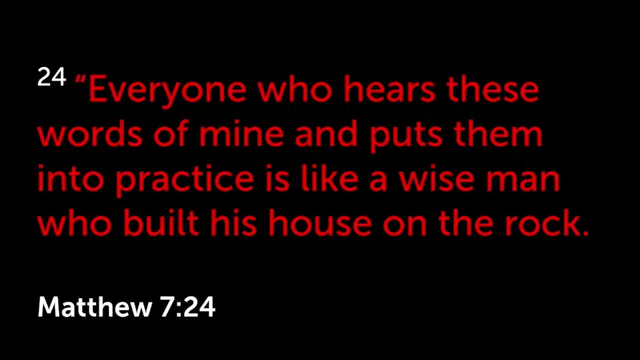 24 “Everyone who hears these
words of mine and puts them
into practice is like a wise man
who built his house on the rock.
Matthew 7:24